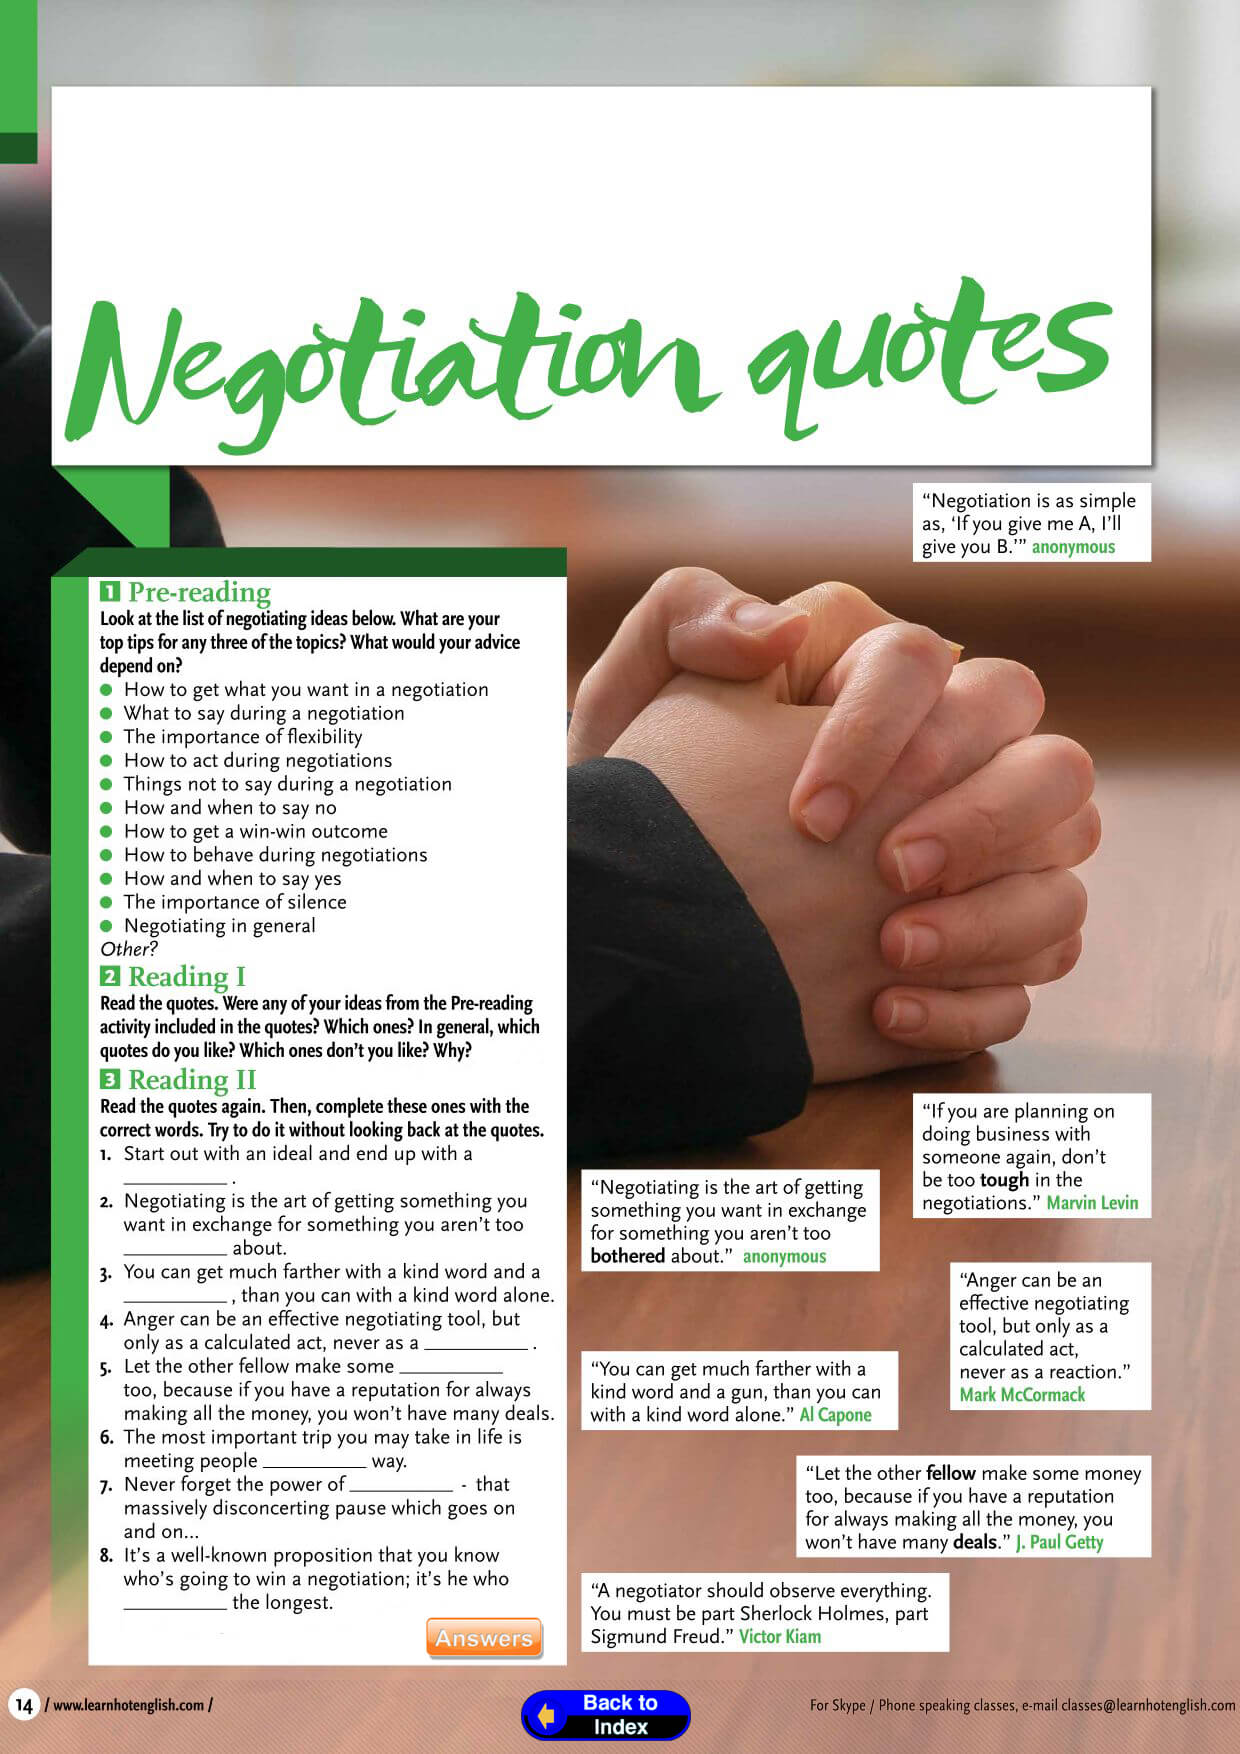 Negotiation quotes
“Negotiation is as simple
as, ‘If you give me A, I’ll
give you B.’” anonymous
1 Pre-reading
Look at the list of negotiating ideas below. What are your
top tips for any three of the topics? What would your advice
depend on?
How to get what you want in a negotiation
What to say during a negotiation
The importance of flexibility
How to act during negotiations
Things not to say during a negotiation
How and when to say no
How to get a win-win outcome
How to behave during negotiations
How and when to say yes
The importance of silence
Negotiating in general
Other?
2 Reading I
Read the quotes. Were any of your ideas from the Pre-reading
activity included in the quotes? Which ones? In general, which
quotes do you like? Which ones don’t you like? Why?
3 Reading II
Read the quotes again. Then, complete these ones with the
correct words. Try to do it without looking back at the quotes.
1. Start out with an ideal and end up with a
__________ .
2. Negotiating is the art of getting something you
want in exchange for something you aren’t too
__________ about.
3. You can get much farther with a kind word and a
__________ , than you can with a kind word alone.
4. Anger can be an effective negotiating tool, but
only as a calculated act, never as a __________ .
5. Let the other fellow make some __________
too, because if you have a reputation for always
making all the money, you won’t have many deals.
6. The most important trip you may take in life is
meeting people __________ way.
7. Never forget the power of __________ - that
massively disconcerting pause which goes on
and on...
8. It’s a well-known proposition that you know
who’s going to win a negotiation; it’s he who
__________ the longest.
Answers
“If you are planning on
doing business with
someone again, don’t
be too tough in the
negotiations.” Marvin Levin
“Negotiating is the art of getting
something you want in exchange
for something you aren’t too
bothered about.” anonymous
“Anger can be an
effective negotiating
tool, but only as a
calculated act,
never as a reaction.”
Mark McCormack
“You can get much farther with a
kind word and a gun, than you can
with a kind word alone.” Al Capone
“Let the other fellow make some money
too, because if you have a reputation
for always making all the money, you
won’t have many deals.” J. Paul Getty
“A negotiator should observe everything.
You must be part Sherlock Holmes, part
Sigmund Freud.” Victor Kiam
14 / www.learnhotenglish.com /
Back to
Index
For Skype / Phone speaking classes, e-mail classes@learnhotenglish.com